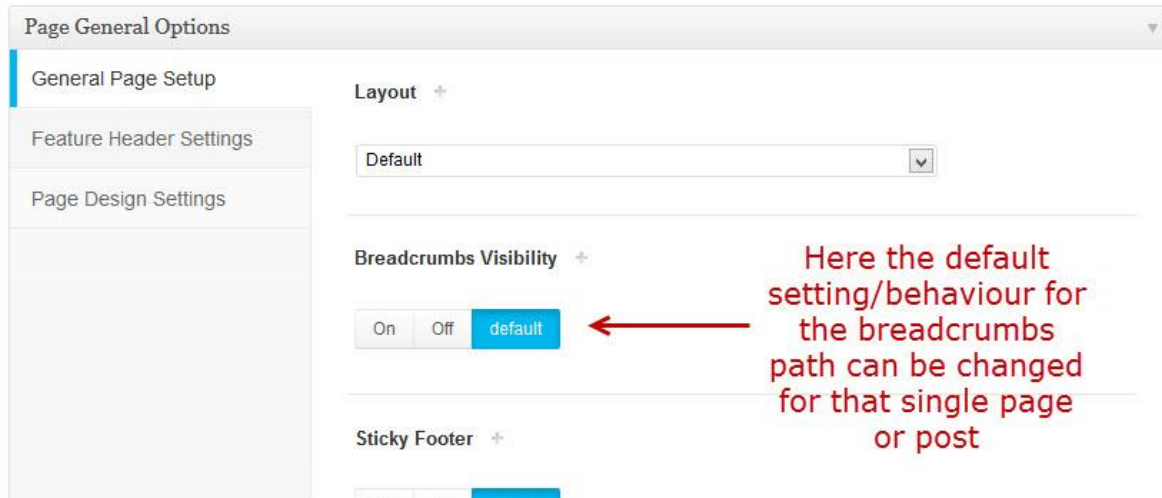 Page General Options
General Page Setup
Feature Header Settings
Page Design Settings
Layout
Default
Breadcrumbs Visibility
On Off default
Here the default
setting/behaviour for
the breadcrumbs
path can be changed
for that single page
or post
Sticky Footer